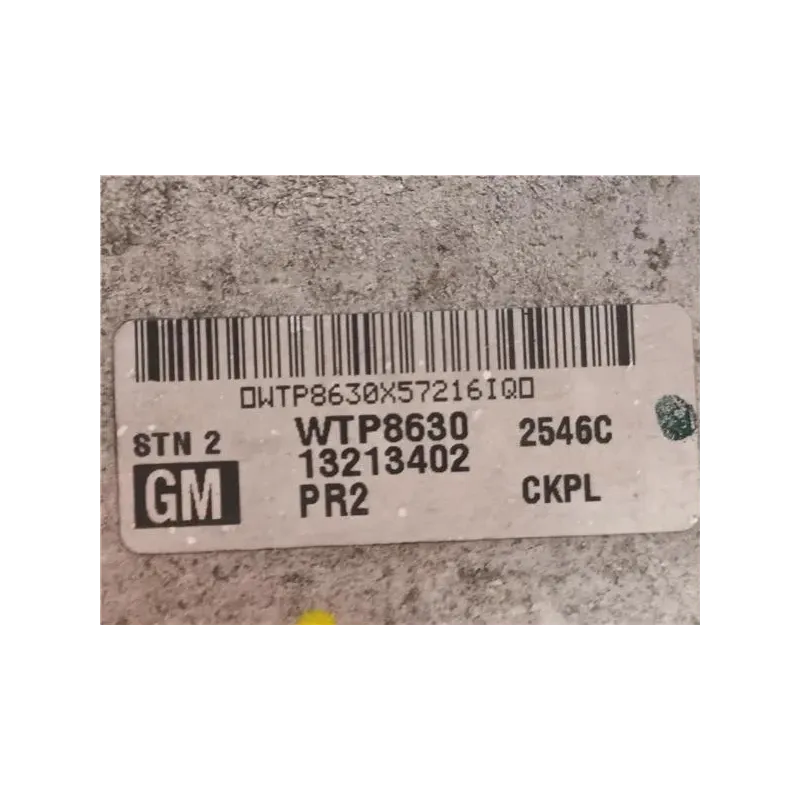 □WTP8630X57216IQ□
STN 2 WTP8630 2546C
13213402
GM PR2 CKPL